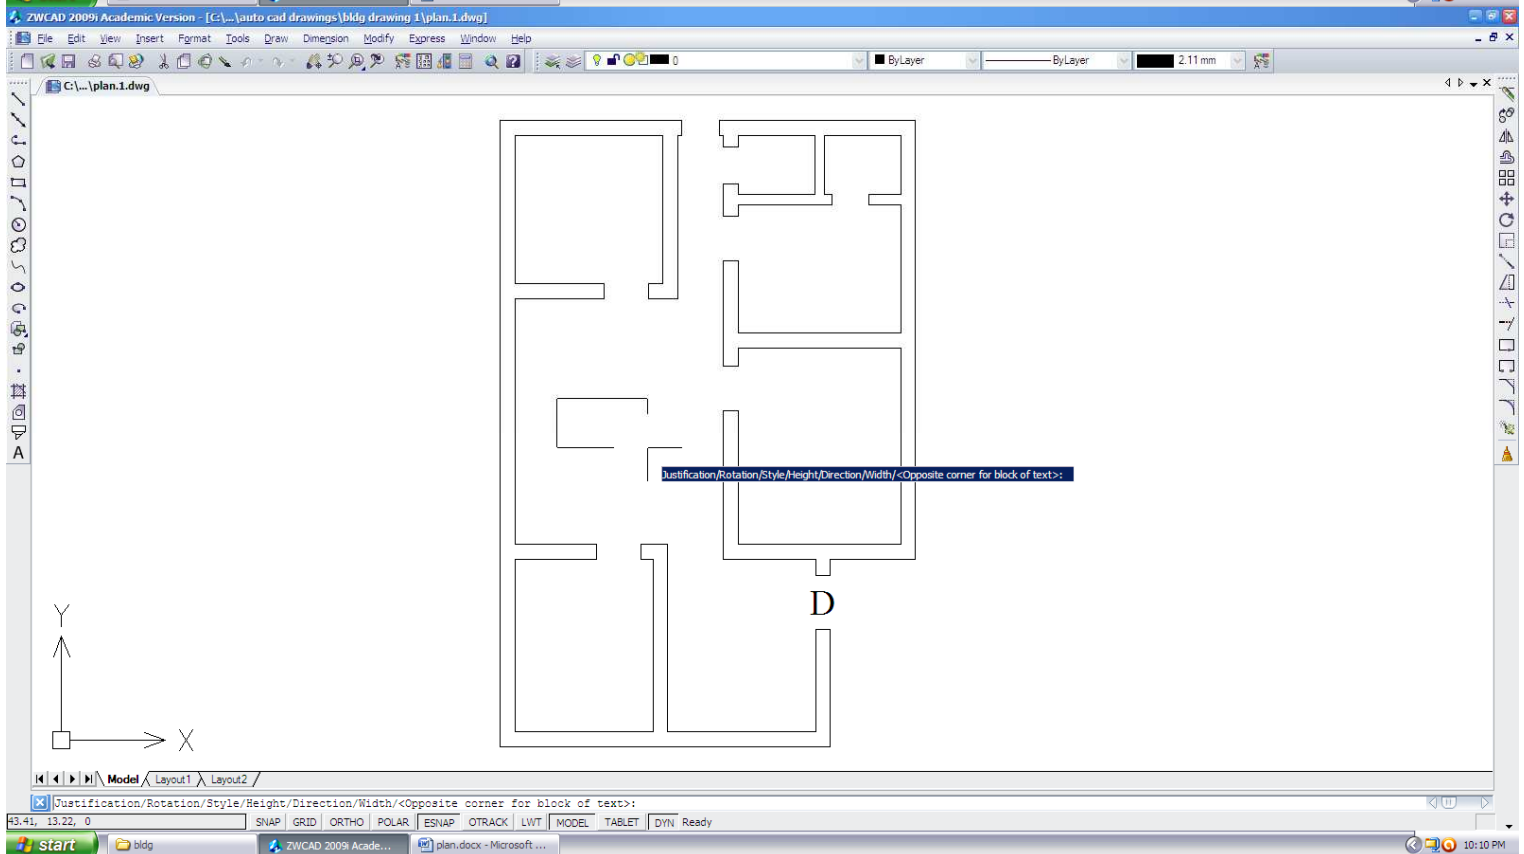 ZWCAD 2009i Academic Version - [C:\...\auto cad drawings\bldg drawing 1\plan.1.dwg]
File Edit View Insert Format Tools Draw Dimension Modify Express Window Help
0 ByLayer ByLayer 2.11 mm
C:\...\plan.1.dwg
A
Justification/Rotation/Style/Height/Direction/Width/<Opposite corner for block of text>:
D
Y
X
Model Layout1 Layout2
Justification/Rotation/Style/Height/Direction/Width/<Opposite corner for block of text>:
43.41, 13.22, 0 SNAP GRID ORTHO POLAR ESNAP OTRACK LWT MODEL TABLET DYN Ready
start bldg ZWCAD 2009i Acade... plan.docx - Microsoft ... 10:10 PM